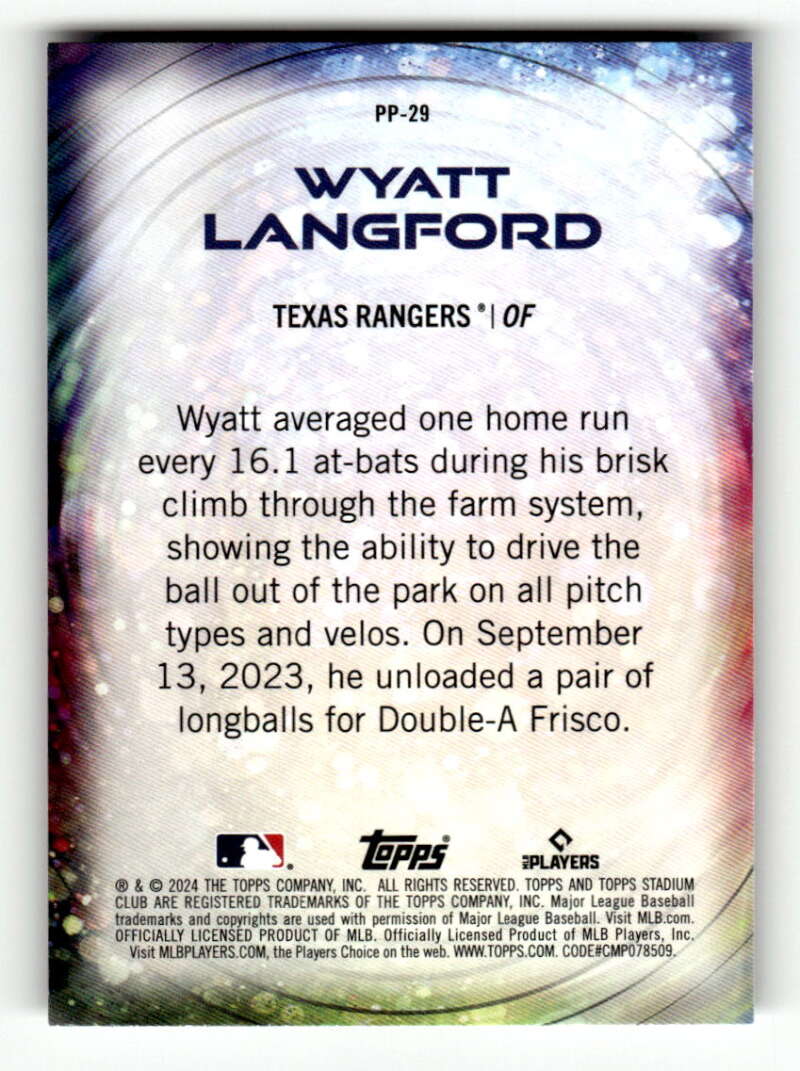 PP-29
WYATT
LANGFORD
TEXAS RANGERS ® | OF
Wyatt averaged one home run
every 16.1 at-bats during his brisk
climb through the farm system,
showing the ability to drive the
ball out of the park on all pitch
types and velos. On September
13, 2023, he unloaded a pair of
longballs for Double-A Frisco.
Topps® MLB PLAYERS
® & © 2024 THE TOPPS COMPANY, INC. ALL RIGHTS RESERVED. TOPPS AND TOPPS STADIUM
CLUB ARE REGISTERED TRADEMARKS OF THE TOPPS COMPANY, INC. Major League Baseball
trademarks and copyrights are used with permission of Major League Baseball. Visit MLB.com.
OFFICIALLY LICENSED PRODUCT OF MLB. Officially Licensed Product of MLB Players, Inc.
Visit MLBPLAYERS.COM, the Players Choice on the web. WWW.TOPPS.COM. CODE#CMP078509.